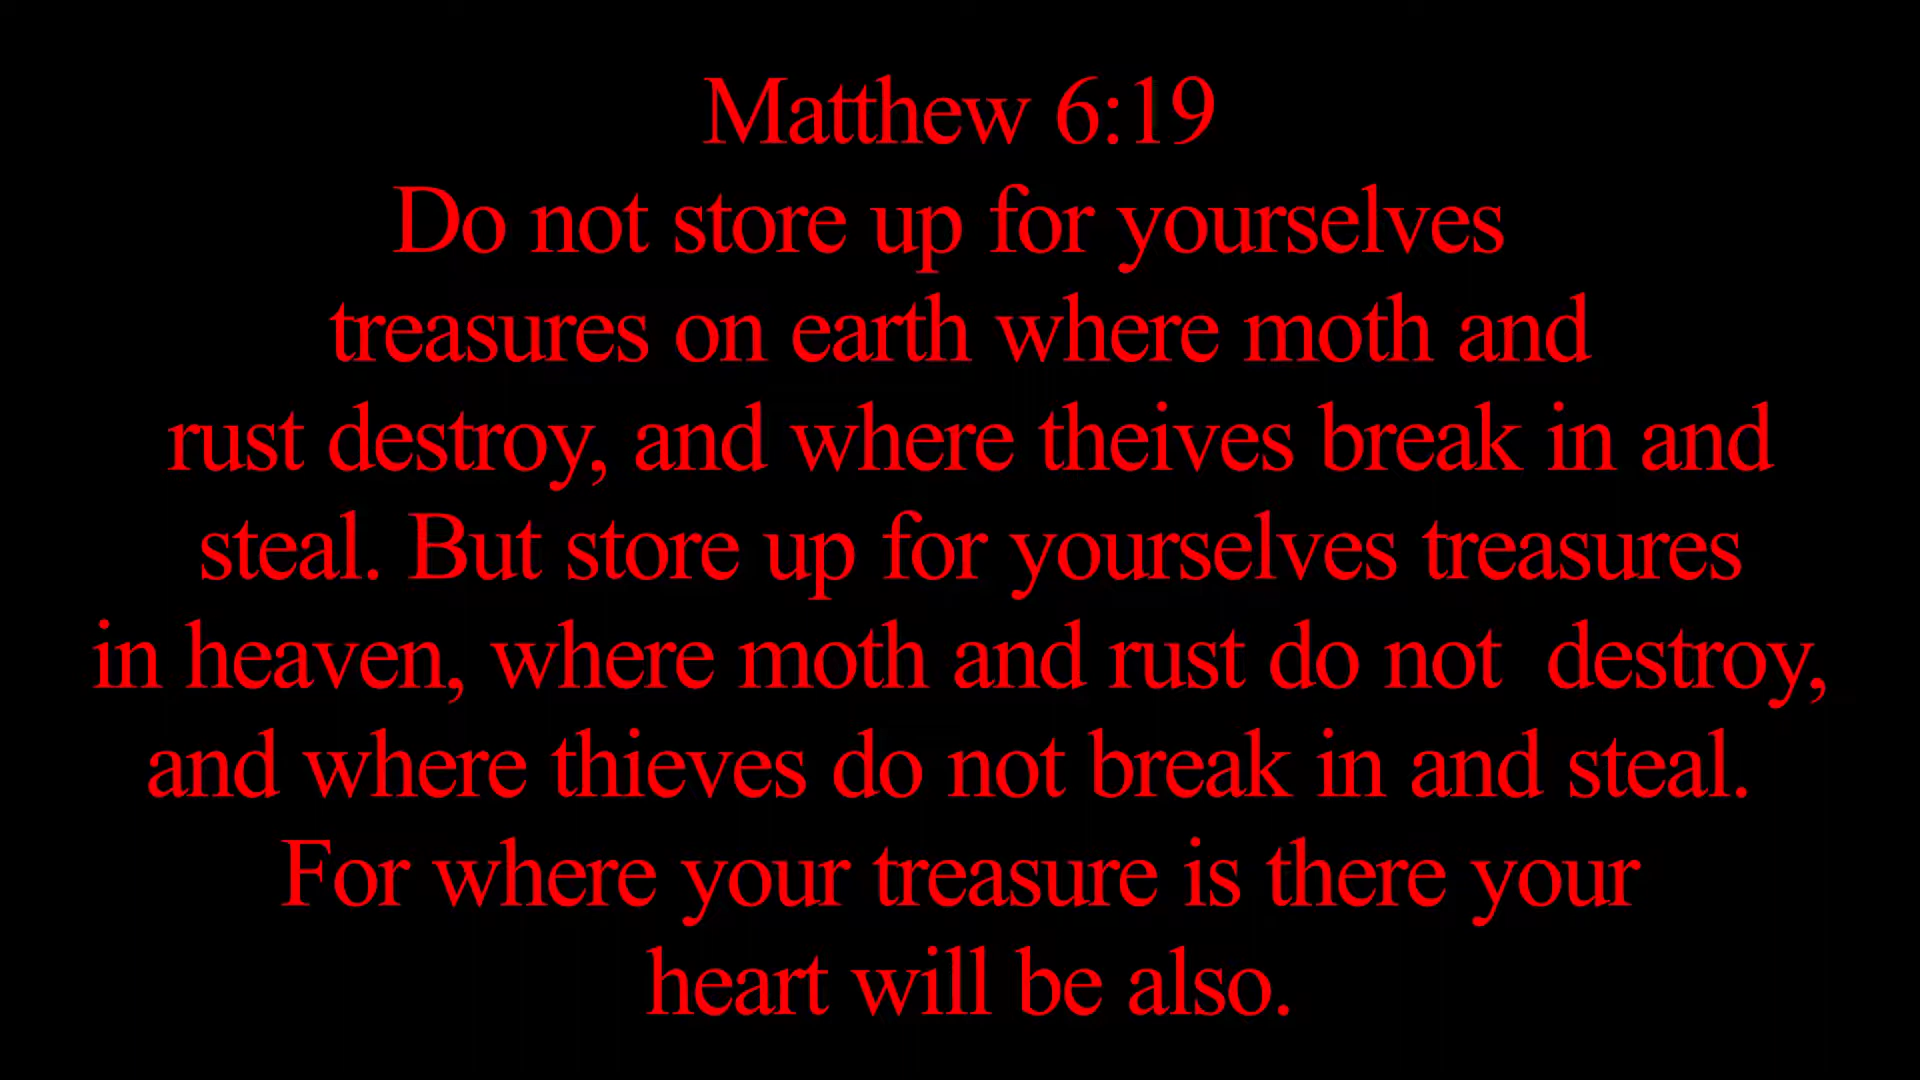 Matthew 6:19
Do not store up for yourselves
treasures on earth where moth and
rust destroy, and where theives break in and
steal. But store up for yourselves treasures
in heaven, where moth and rust do not  destroy,
and where thieves do not break in and steal.
For where your treasure is there your
heart will be also.